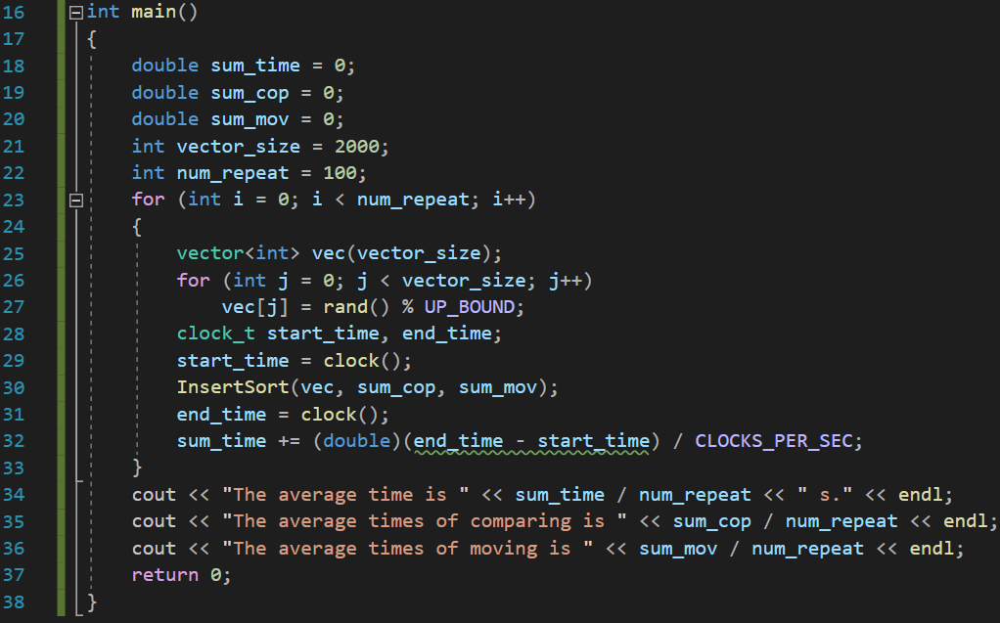 16 int main()
17 {
18     double sum_time = 0;
19     double sum_cop = 0;
20     double sum_mov = 0;
21     int vector_size = 2000;
22     int num_repeat = 100;
23     for (int i = 0; i < num_repeat; i++)
24     {
25         vector<int> vec(vector_size);
26         for (int j = 0; j < vector_size; j++)
27             vec[j] = rand() % UP_BOUND;
28         clock_t start_time, end_time;
29         start_time = clock();
30         InsertSort(vec, sum_cop, sum_mov);
31         end_time = clock();
32         sum_time += (double)(end_time - start_time) / CLOCKS_PER_SEC;
33     }
34     cout << "The average time is " << sum_time / num_repeat << " s." << endl;
35     cout << "The average times of comparing is " << sum_cop / num_repeat << endl;
36     cout << "The average times of moving is " << sum_mov / num_repeat << endl;
37     return 0;
38 }